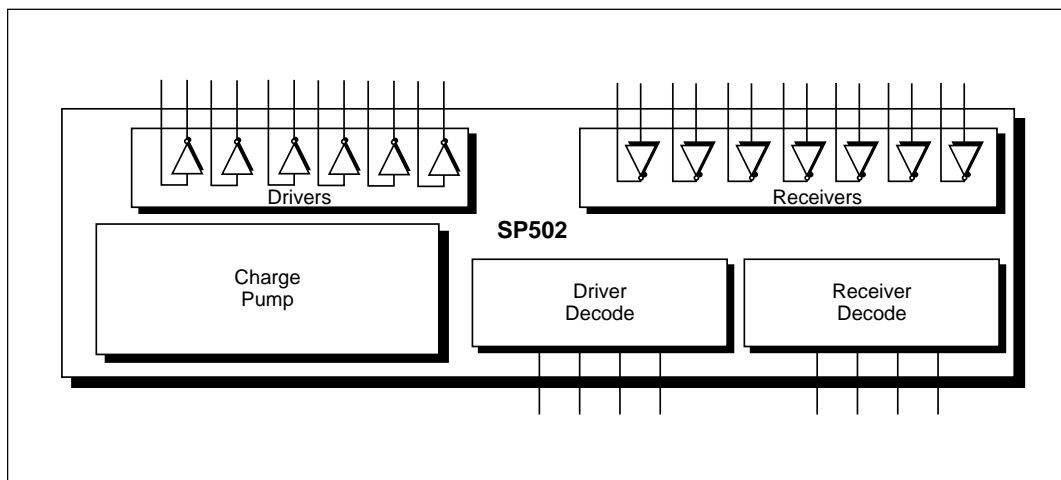 Drivers
Receivers
SP502
Charge
Pump
Driver
Decode
Receiver
Decode